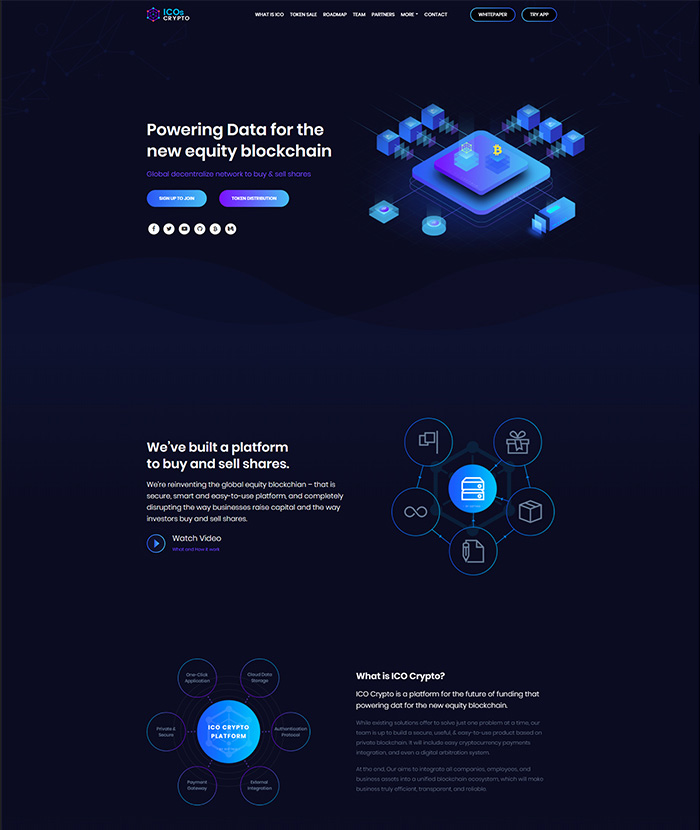 ICOs
CRYPTO
WHAT IS ICO TOKEN SALE ROADMAP TEAM PARTNERS MORE CONTACT
WHITEPAPER TRY APP
Powering Data for the
new equity blockchain
Global decentralize network to buy & sell shares
SIGN UP TO JOIN TOKEN DISTRIBUTION
We've built a platform
to buy and sell shares.
We're reinventing the global equity blockchian – that is
secure, smart and easy-to-use platform, and completely
disrupting the way businesses raise capital and the way
investors buy and sell shares.
Watch Video
What and How it work
One-Click
Application
Cloud Data
Storage
Private &
Secure
ICO CRYPTO
PLATFORM
Authentication
Protocol
Payment
Gateway
External
Integration
What is ICO Crypto?
ICO Crypto is a platform for the future of funding that
powering dat for the new equity blockchain.
While existing solutions offer to solve just one problem at a time, our
team is up to build a secure, useful, & easy-to-use product based on
private blockchain. It will include easy cryptocurrency payments
integration, and even a digital arbitration system.
At the end, Our aims to integrate all companies, employees, and
business assets into a unified blockchain ecosystem, which will make
business truly efficient, transparent, and reliable.